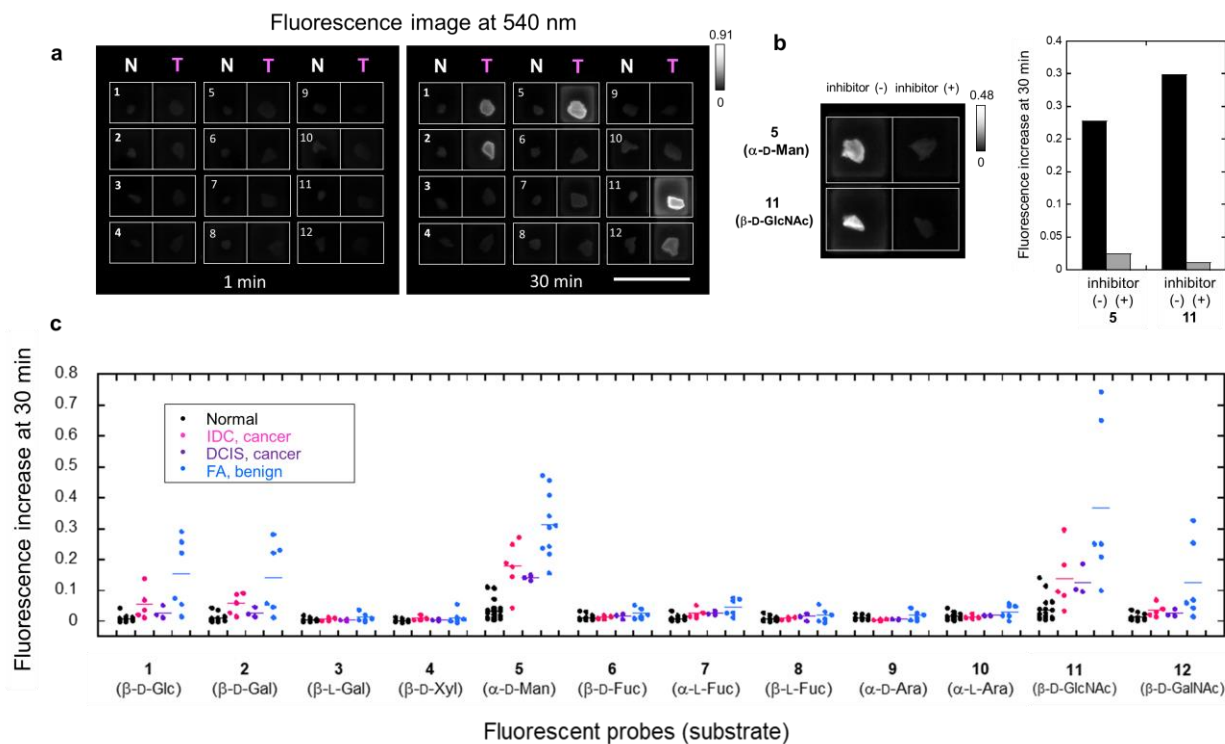 Fluorescence image at 540 nm
a
N T N T N T
1 5 9
2 6 10
3 7 11
4 8 12
1 min
N T N T N T
1 5 9
2 6 10
3 7 11
4 8 12
30 min
0.91
0
b
inhibitor (-) inhibitor (+)
5
(α-D-Man)
11
(β-D-GlcNAc)
0.48
0
Fluorescence increase at 30 min
0.4
0.3
0.3
0.2
0.2
0.1
0.05
0
inhibitor inhibitor
(-) (+) (-) (+)
5 11
c
Fluorescence increase at 30 min
0.8
0.7
0.6
0.5
0.4
0.3
0.2
0.1
0
Normal
IDC, cancer
DCIS, cancer
FA, benign
1 2 3 4 5 6 7 8 9 10 11 12
(β-D-Glc) (β-D-Gal) (β-L-Gal) (β-D-Xyl) (α-D-Man) (β-D-Fuc) (α-L-Fuc) (β-L-Fuc) (α-D-Ara) (α-L-Ara) (β-D-GlcNAc) (β-D-GalNAc)
Fluorescent probes (substrate)